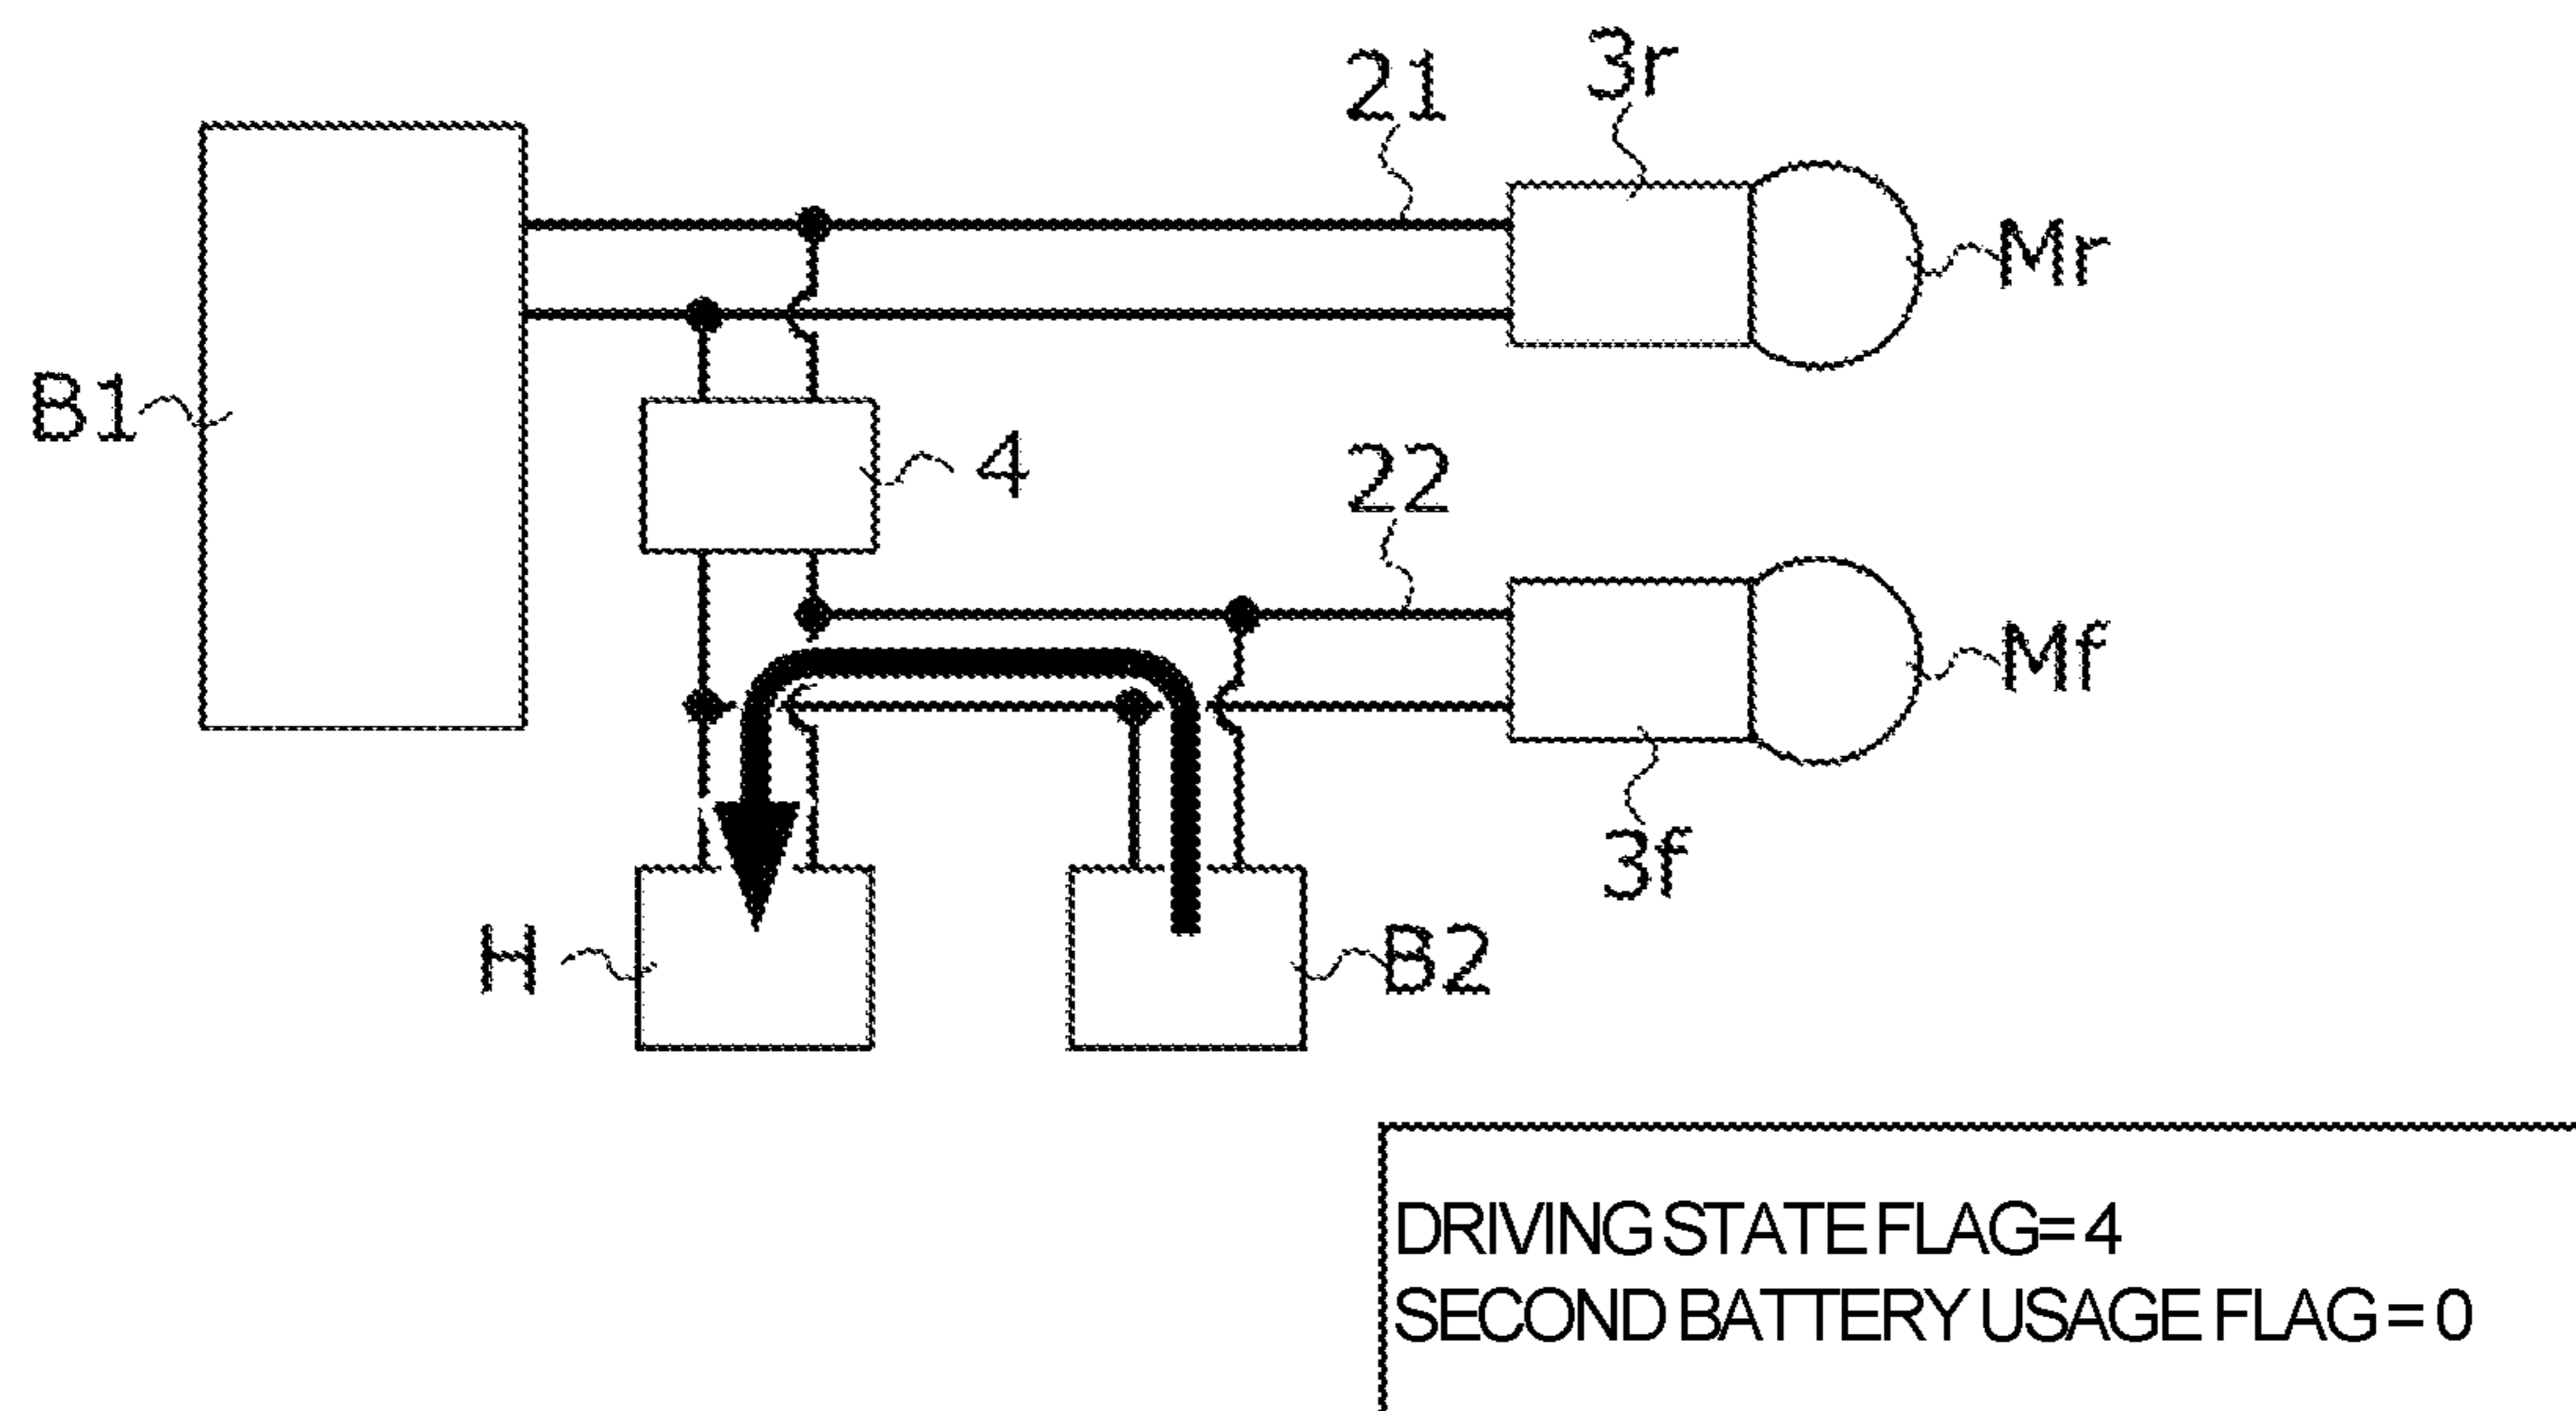 3r
21
Mr
B1
4
22
Mf
3f
H
B2
DRIVING STATE FLAG= 4
SECOND BATTERY USAGE FLAG = 0